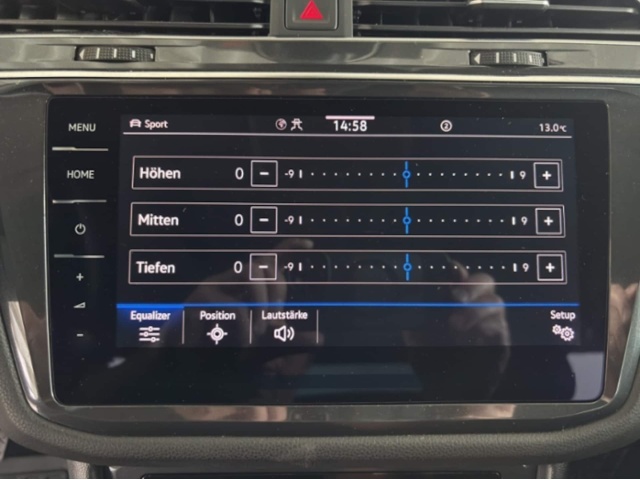 MENU
HOME
Sport 14:58 2 13.0°C
Höhen 0 - -9 9 +
Mitten 0 - -9 9 +
Tiefen 0 - -9 9 +
+
-
Equalizer Position Lautstärke Setup